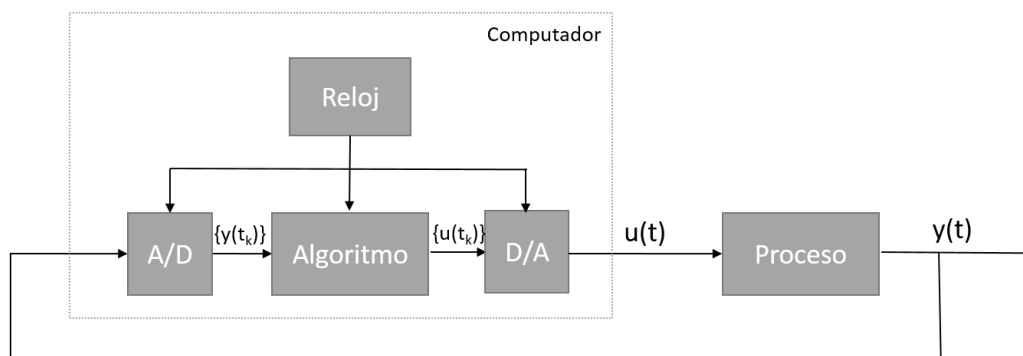 Computador
Reloj
A/D
{y(tₖ)}
Algoritmo
{u(tₖ)}
D/A
u(t)
Proceso
y(t)